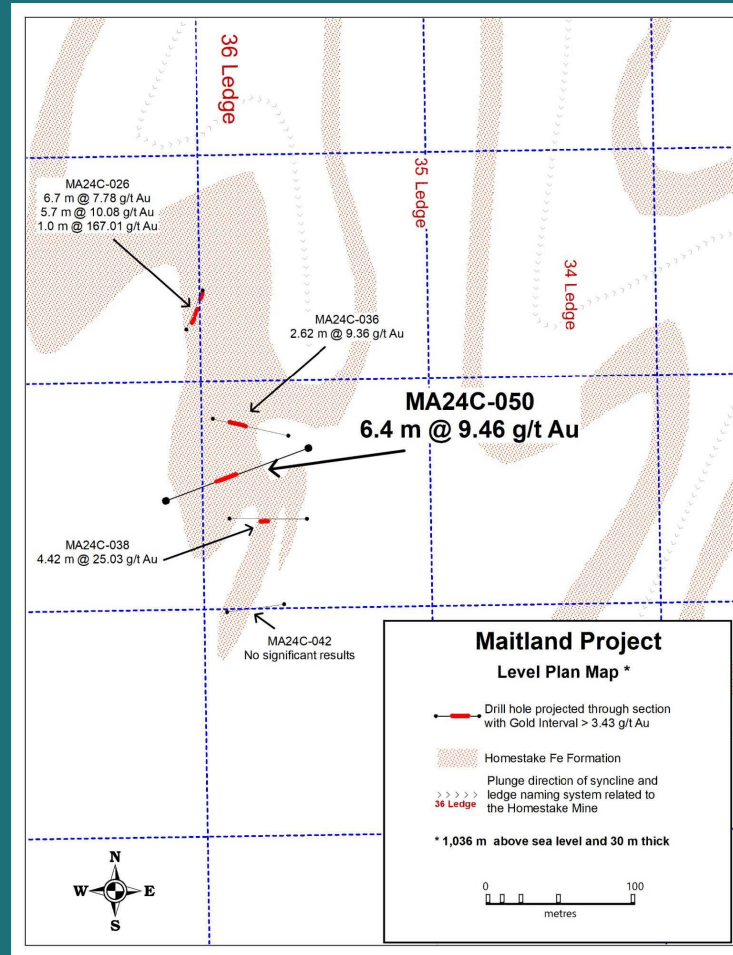 36 Ledge
35 Ledge
34 Ledge
MA24C-026
6.7 m @ 7.78 g/t Au
5.7 m @ 10.08 g/t Au
1.0 m @ 167.01 g/t Au
MA24C-036
2.62 m @ 9.36 g/t Au
MA24C-050
6.4 m @ 9.46 g/t Au
MA24C-038
4.42 m @ 25.03 g/t Au
MA24C-042
No significant results
Maitland Project
Level Plan Map *
Drill hole projected through section
with Gold Interval > 3.43 g/t Au
Homestake Fe Formation
Plunge direction of syncline and
ledge naming system related to
the Homestake Mine
36 Ledge
* 1,036 m above sea level and 30 m thick
0 100
metres
N
W E
S